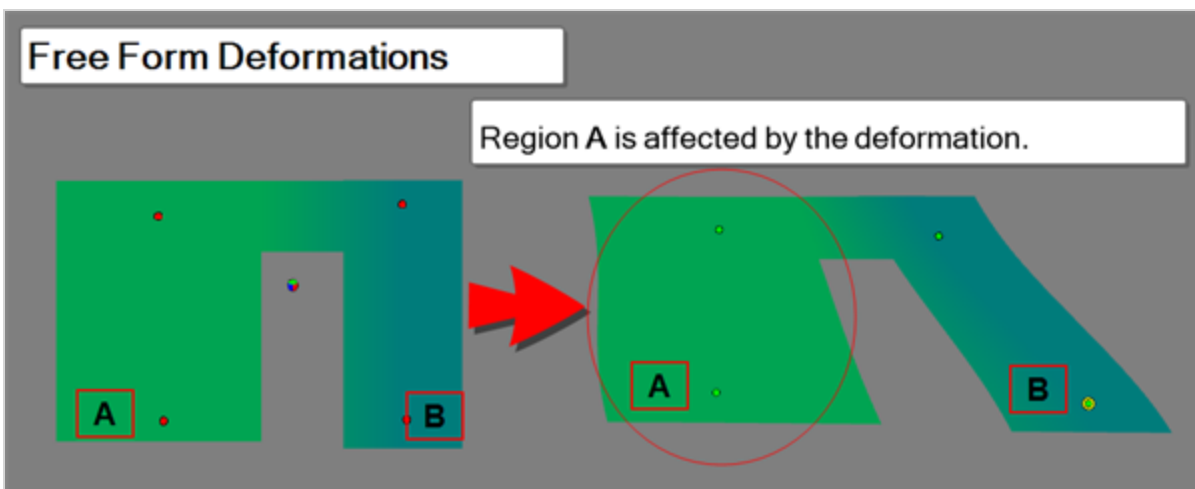 Free Form Deformations
Region A is affected by the deformation.
A
B
A
B